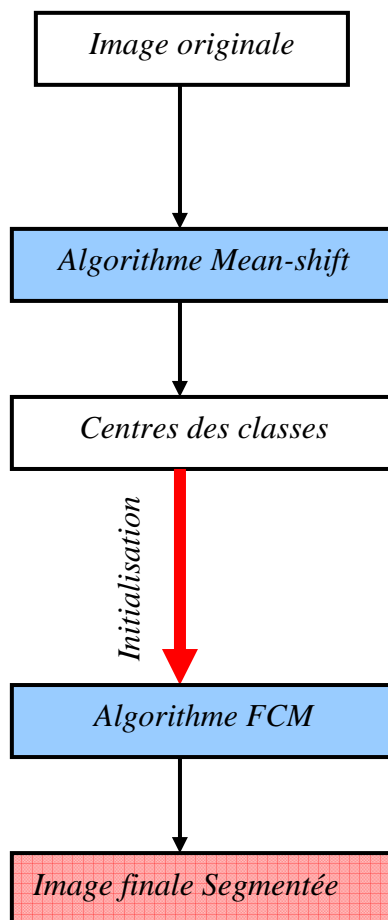 Image originale
Algorithme Mean-shift
Centres des classes
Initialisation
Algorithme FCM
Image finale Segmentée